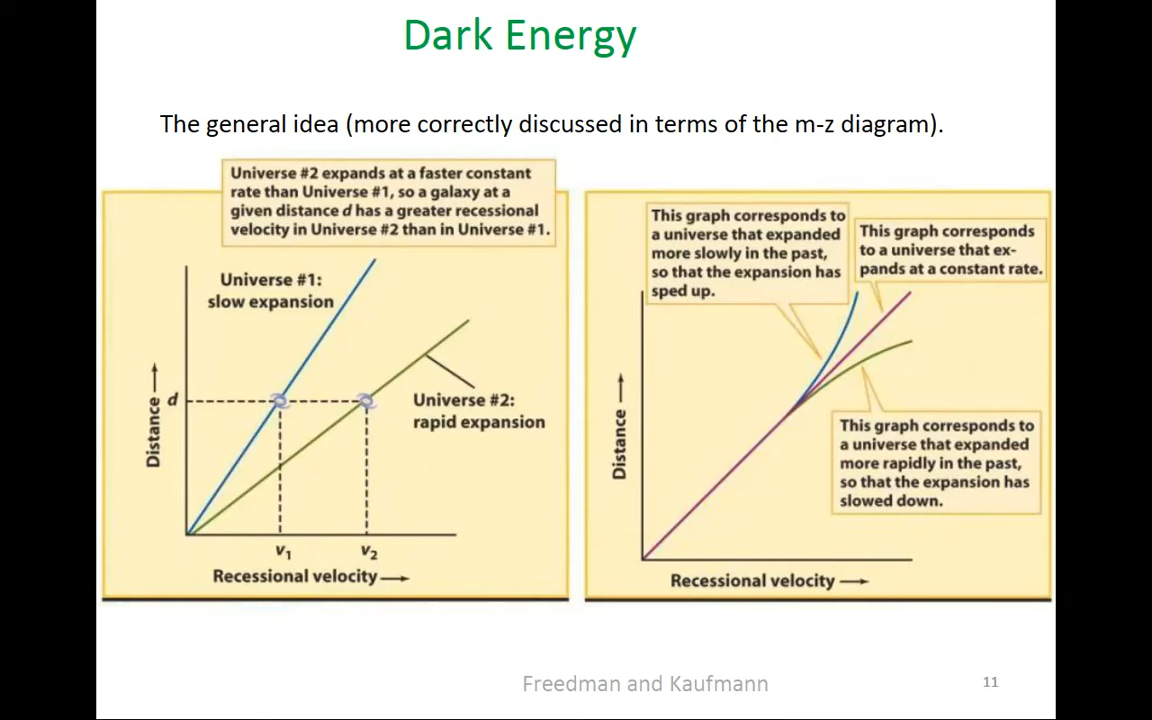 Dark Energy
The general idea (more correctly discussed in terms of the m-z diagram).
Universe #2 expands at a faster constant
rate than Universe #1, so a galaxy at a
given distance d has a greater recessional
velocity in Universe #2 than in Universe #1.
Universe #1:
slow expansion
Distance
d
Universe #2:
rapid expansion
v1
v2
Recessional velocity
This graph corresponds to
a universe that expanded
more slowly in the past,
so that the expansion has
sped up.
This graph corresponds
to a universe that ex-
pands at a constant rate.
Distance
This graph corresponds to
a universe that expanded
more rapidly in the past,
so that the expansion has
slowed down.
Recessional velocity
Freedman and Kaufmann
11